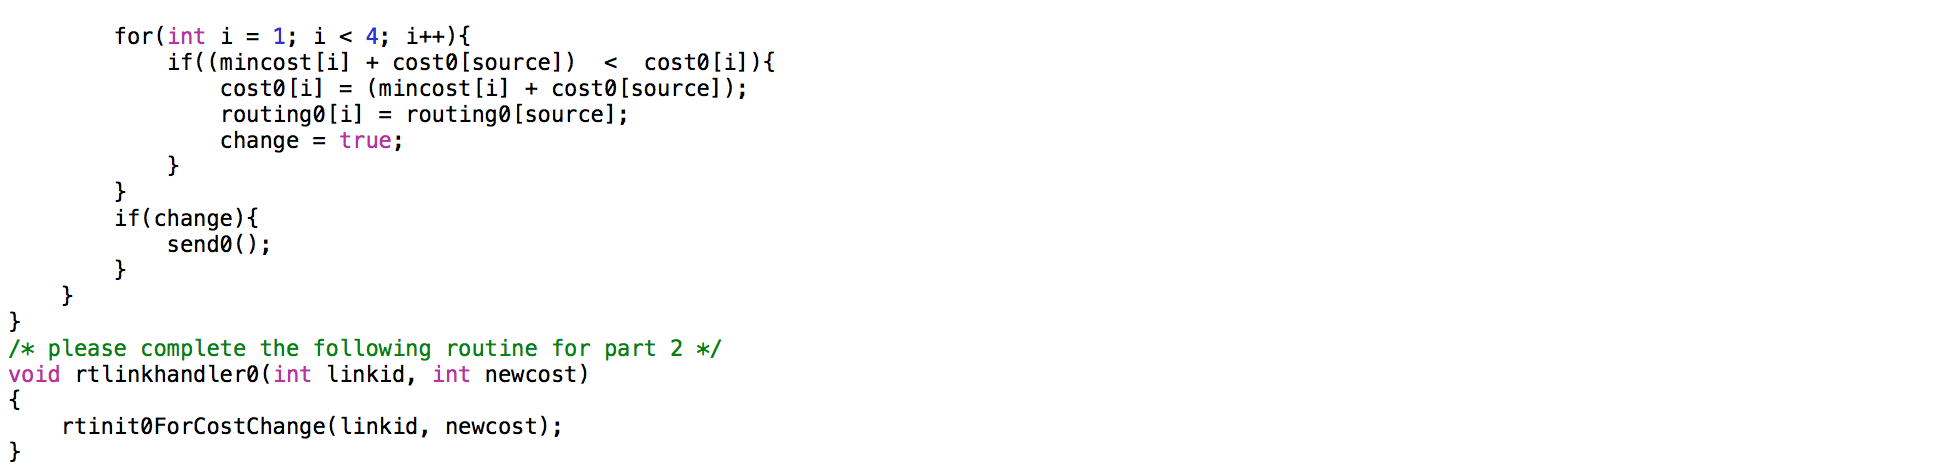 for(int i = 1; i < 4; i++){
if((mincost[i] + cost0[source])  <  cost0[i]){
cost0[i] = (mincost[i] + cost0[source]);
routing0[i] = routing0[source];
change = true;
}
}
if(change){
send0();
}
}
}
/* please complete the following routine for part 2 */
void rtlinkhandler0(int linkid, int newcost)
{
rtinit0ForCostChange(linkid, newcost);
}